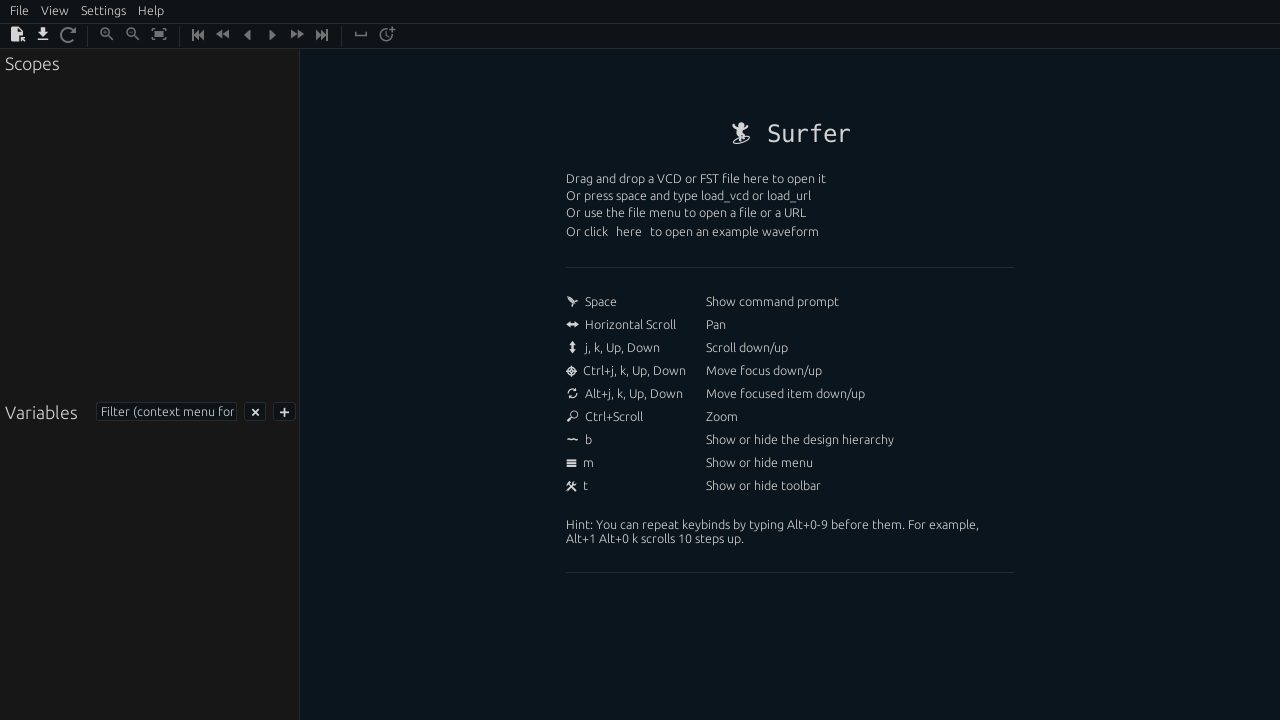 File View Settings Help
Scopes
Surfer
Drag and drop a VCD or FST file here to open it
Or press space and type load_vcd or load_url
Or use the file menu to open a file or a URL
Or click here to open an example waveform
Space Show command prompt
Horizontal Scroll Pan
j, k, Up, Down Scroll down/up
Ctrl+j, k, Up, Down Move focus down/up
Alt+j, k, Up, Down Move focused item down/up
Variables Filter (context menu for
Ctrl+Scroll Zoom
b Show or hide the design hierarchy
m Show or hide menu
t Show or hide toolbar
Hint: You can repeat keybinds by typing Alt+0-9 before them. For example,
Alt+1 Alt+0 k scrolls 10 steps up.